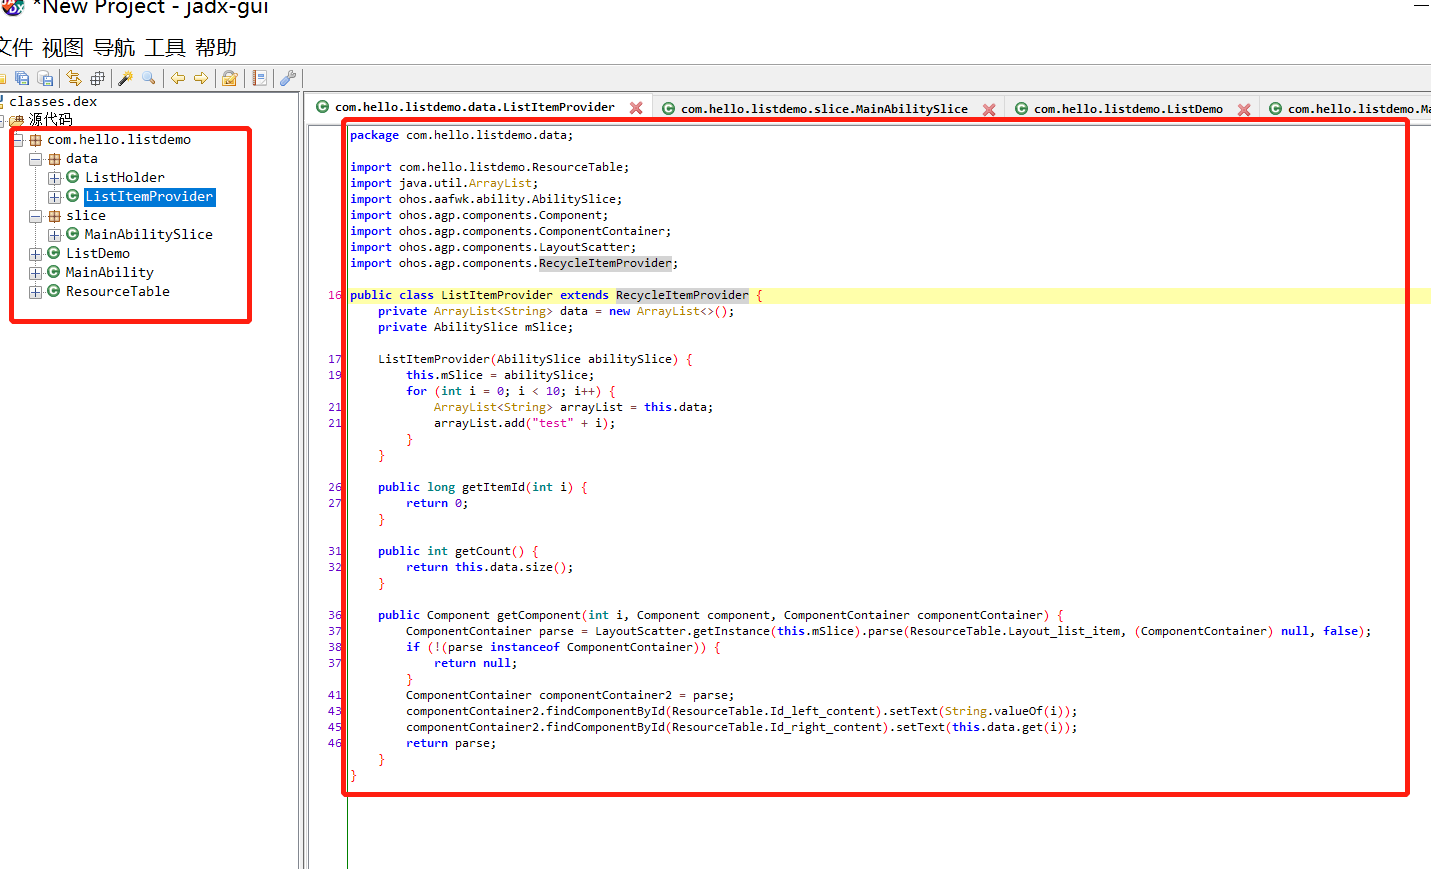 *New Project - jadx-gui
文件 视图 导航 工具 帮助
classes.dex
源代码
com.hello.listdemo
data
ListHolder
ListItemProvider
slice
MainAbilitySlice
ListDemo
MainAbility
ResourceTable
com.hello.listdemo.data.ListItemProvider com.hello.listdemo.slice.MainAbilitySlice com.hello.listdemo.ListDemo com.hello.listdemo.Ma
package com.hello.listdemo.data;
import com.hello.listdemo.ResourceTable;
import java.util.ArrayList;
import ohos.aafwk.ability.AbilitySlice;
import ohos.agp.components.Component;
import ohos.agp.components.ComponentContainer;
import ohos.agp.components.LayoutScatter;
import ohos.agp.components.RecycleItemProvider;
16 public class ListItemProvider extends RecycleItemProvider {
private ArrayList<String> data = new ArrayList<>();
private AbilitySlice mSlice;
17 ListItemProvider(AbilitySlice abilitySlice) {
19 this.mSlice = abilitySlice;
for (int i = 0; i < 10; i++) {
21 ArrayList<String> arrayList = this.data;
21 arrayList.add("test" + i);
}
}
26 public long getItemId(int i) {
27 return 0;
}
31 public int getCount() {
32 return this.data.size();
}
36 public Component getComponent(int i, Component component, ComponentContainer componentContainer) {
37 ComponentContainer parse = LayoutScatter.getInstance(this.mSlice).parse(ResourceTable.Layout_list_item, (ComponentContainer) null, false);
38 if (!(parse instanceof ComponentContainer)) {
37 return null;
}
41 ComponentContainer componentContainer2 = parse;
43 componentContainer2.findComponentById(ResourceTable.Id_left_content).setText(String.valueOf(i));
45 componentContainer2.findComponentById(ResourceTable.Id_right_content).setText(this.data.get(i));
46 return parse;
}
}